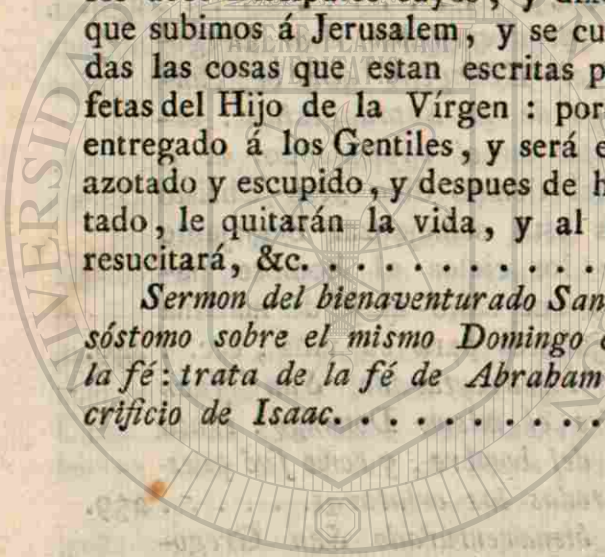 que subimos á Jerusalem, y se cu
das las cosas que estan escritas p
fetas del Hijo de la Vírgen : por
entregado á los Gentiles, y será e
azotado y escupido, y despues de h
tado, le quitarán la vida, y al
resucitará, &c. . . . . . . . . . . .
Sermon del bienaventurado San
sóstomo sobre el mismo Domingo
la fé: trata de la fé de Abraham
crificio de Isaac. . . . . . . . . .